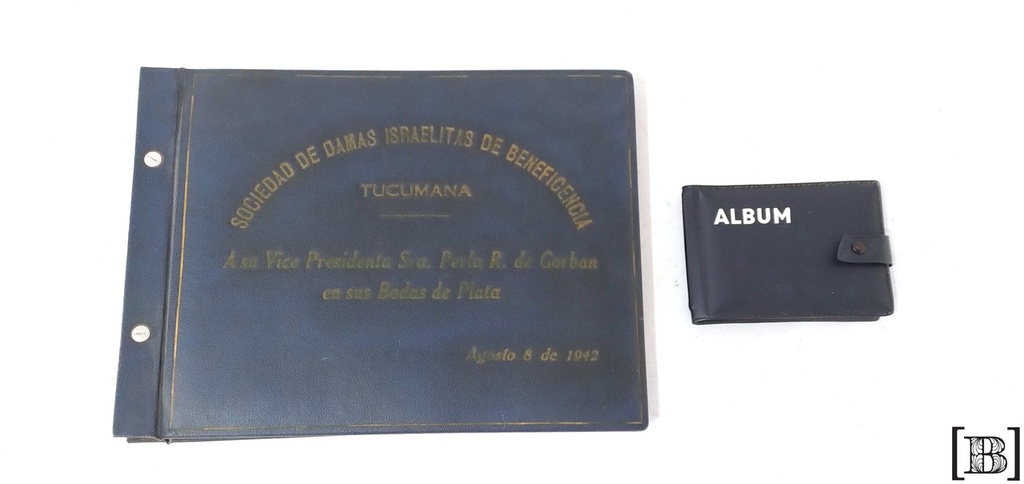 SOCIEDAD DE DAMAS ISRAELITAS DE BENEFICENCIA
TUCUMANA
A su Vice Presidenta Sra. Perla R. de Gorban
en sus Bodas de Plata
Agosto 8 de 1942
ALBUM
[B]